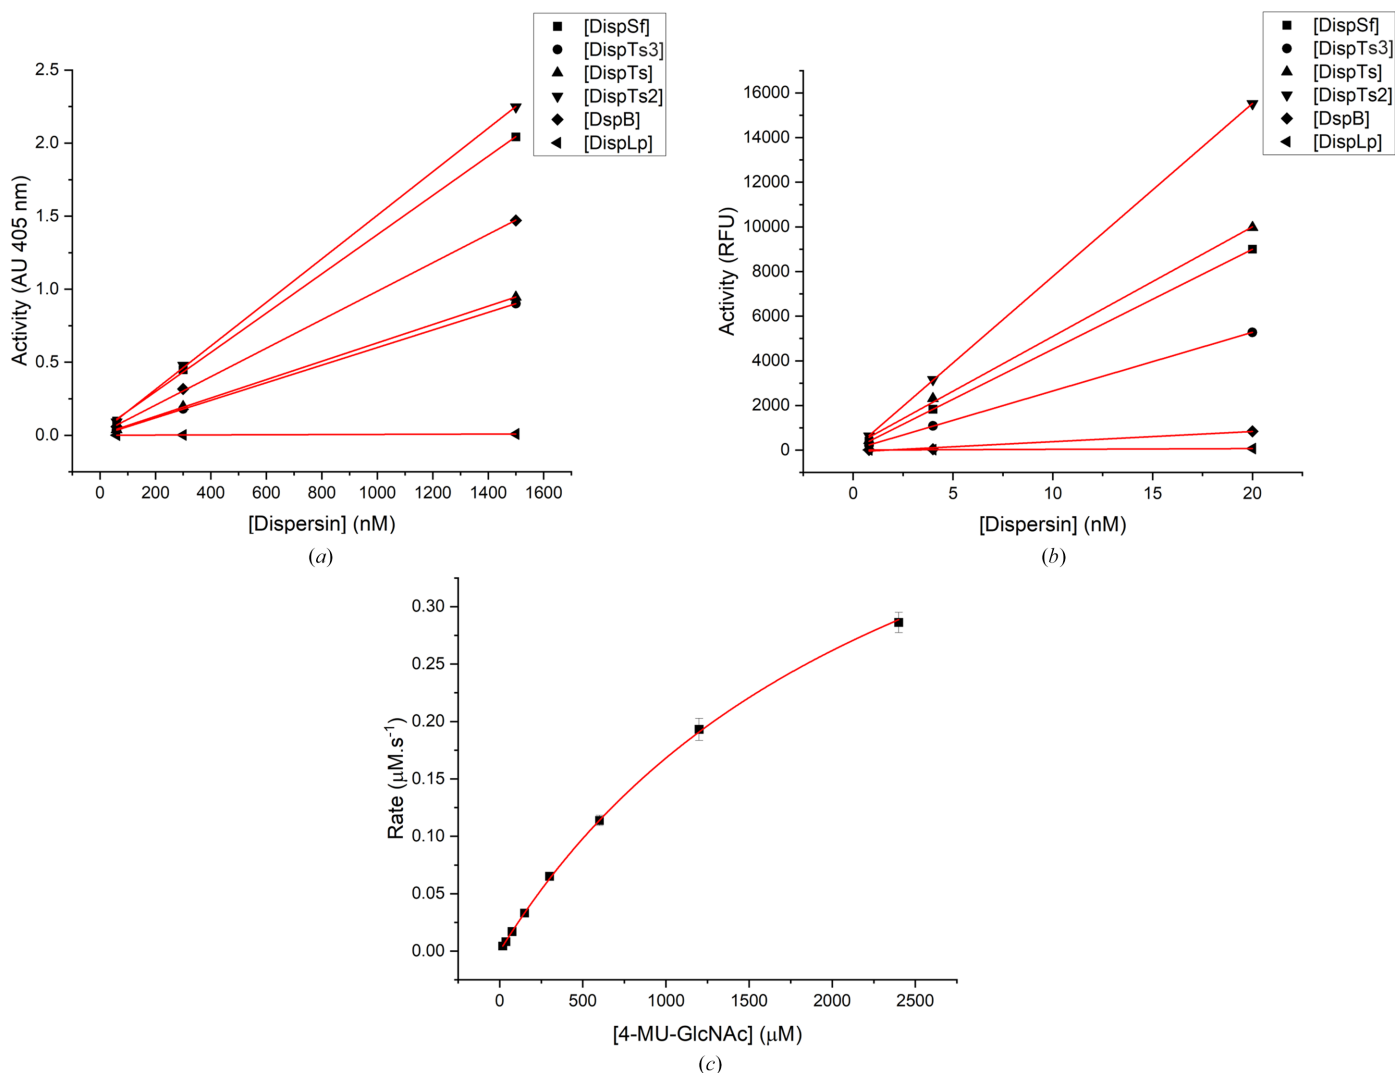 [DispSf]
[DispTs3]
[DispTs]
[DispTs2]
[DspB]
[DispLp]
2.5
2.0
1.5
1.0
0.5
0.0
Activity (AU 405 nm)
0 200 400 600 800 1000 1200 1400 1600
[Dispersin] (nM)
(a)
[DispSf]
[DispTs3]
[DispTs]
[DispTs2]
[DspB]
[DispLp]
16000
14000
12000
10000
8000
6000
4000
2000
0
Activity (RFU)
0 5 10 15 20
[Dispersin] (nM)
(b)
0.30
0.25
0.20
0.15
0.10
0.05
0.00
Rate (μM.s⁻¹)
0 500 1000 1500 2000 2500
[4-MU-GlcNAc] (μM)
(c)